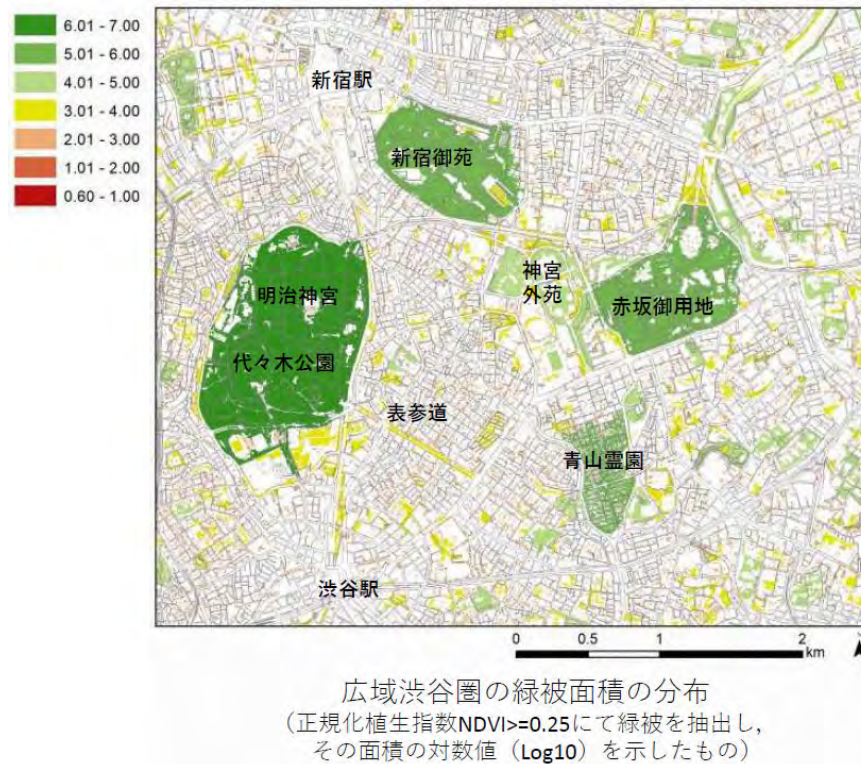 6.01 - 7.00
5.01 - 6.00
4.01 - 5.00
3.01 - 4.00
2.01 - 3.00
1.01 - 2.00
0.60 - 1.00
新宿駅
新宿御苑
神宮
外苑
明治神宮
赤坂御用地
代々木公園
表参道
青山霊園
渋谷駅
0 0.5 1 2
km
広域渋谷圏の緑被面積の分布
（正規化植生指数NDVI>=0.25にて緑被を抽出し，
その面積の対数値（Log10）を示したもの）